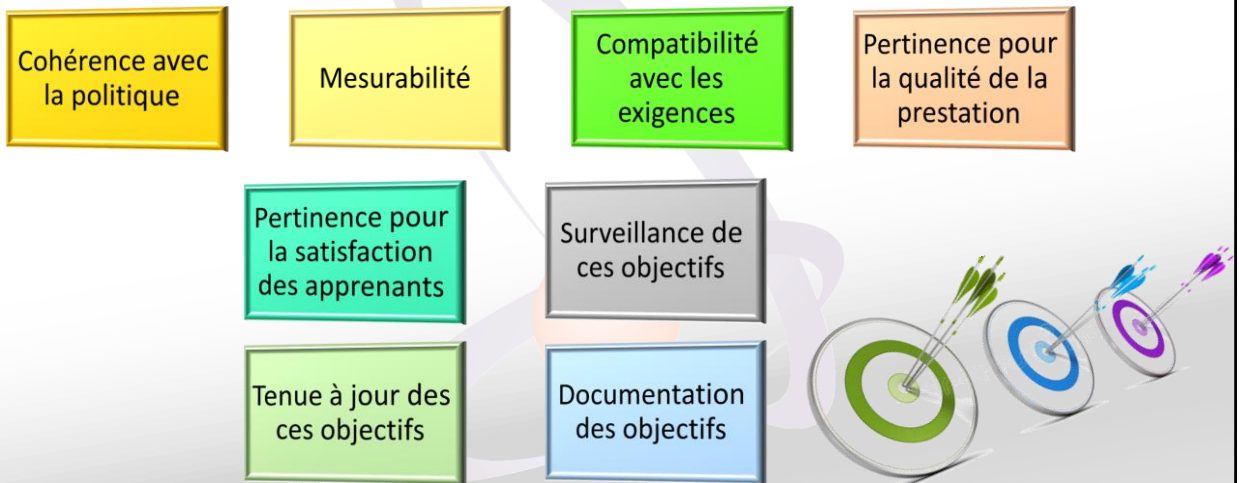 Cohérence avec
la politique
Mesurabilité
Compatibilité
avec les
exigences
Pertinence pour
la qualité de la
prestation
Pertinence pour
la satisfaction
des apprenants
Surveillance de
ces objectifs
Tenue à jour des
ces objectifs
Documentation
des objectifs